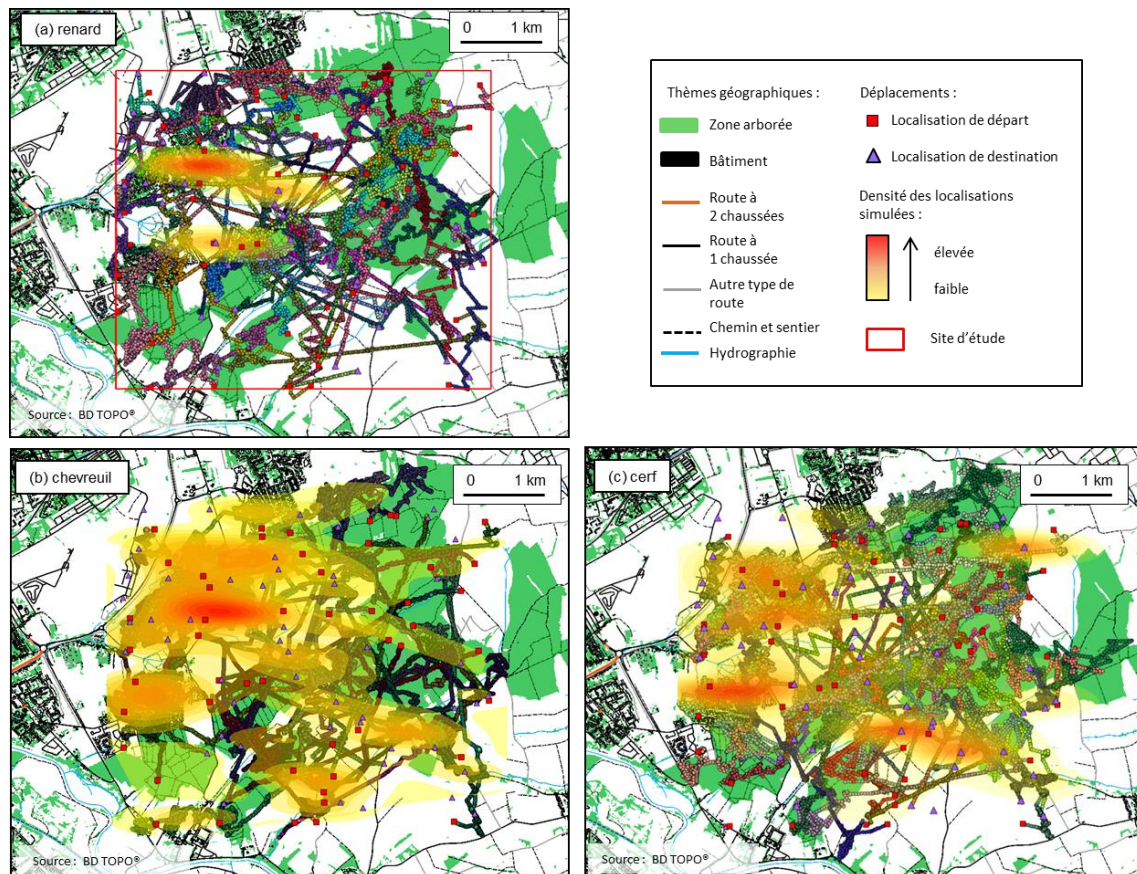 (a) renard
0 1 km
Source : BD TOPO®
Thèmes géographiques :
Zone arborée
Bâtiment
Route à
2 chaussées
Route à
1 chaussée
Autre type de
route
Chemin et sentier
Hydrographie
Déplacements :
Localisation de départ
Localisation de destination
Densité des localisations
simulées :
élevée
faible
Site d'étude
(b) chevreuil
0 1 km
Source : BD TOPO®
(c) cerf
0 1 km
Source : BD TOPO®